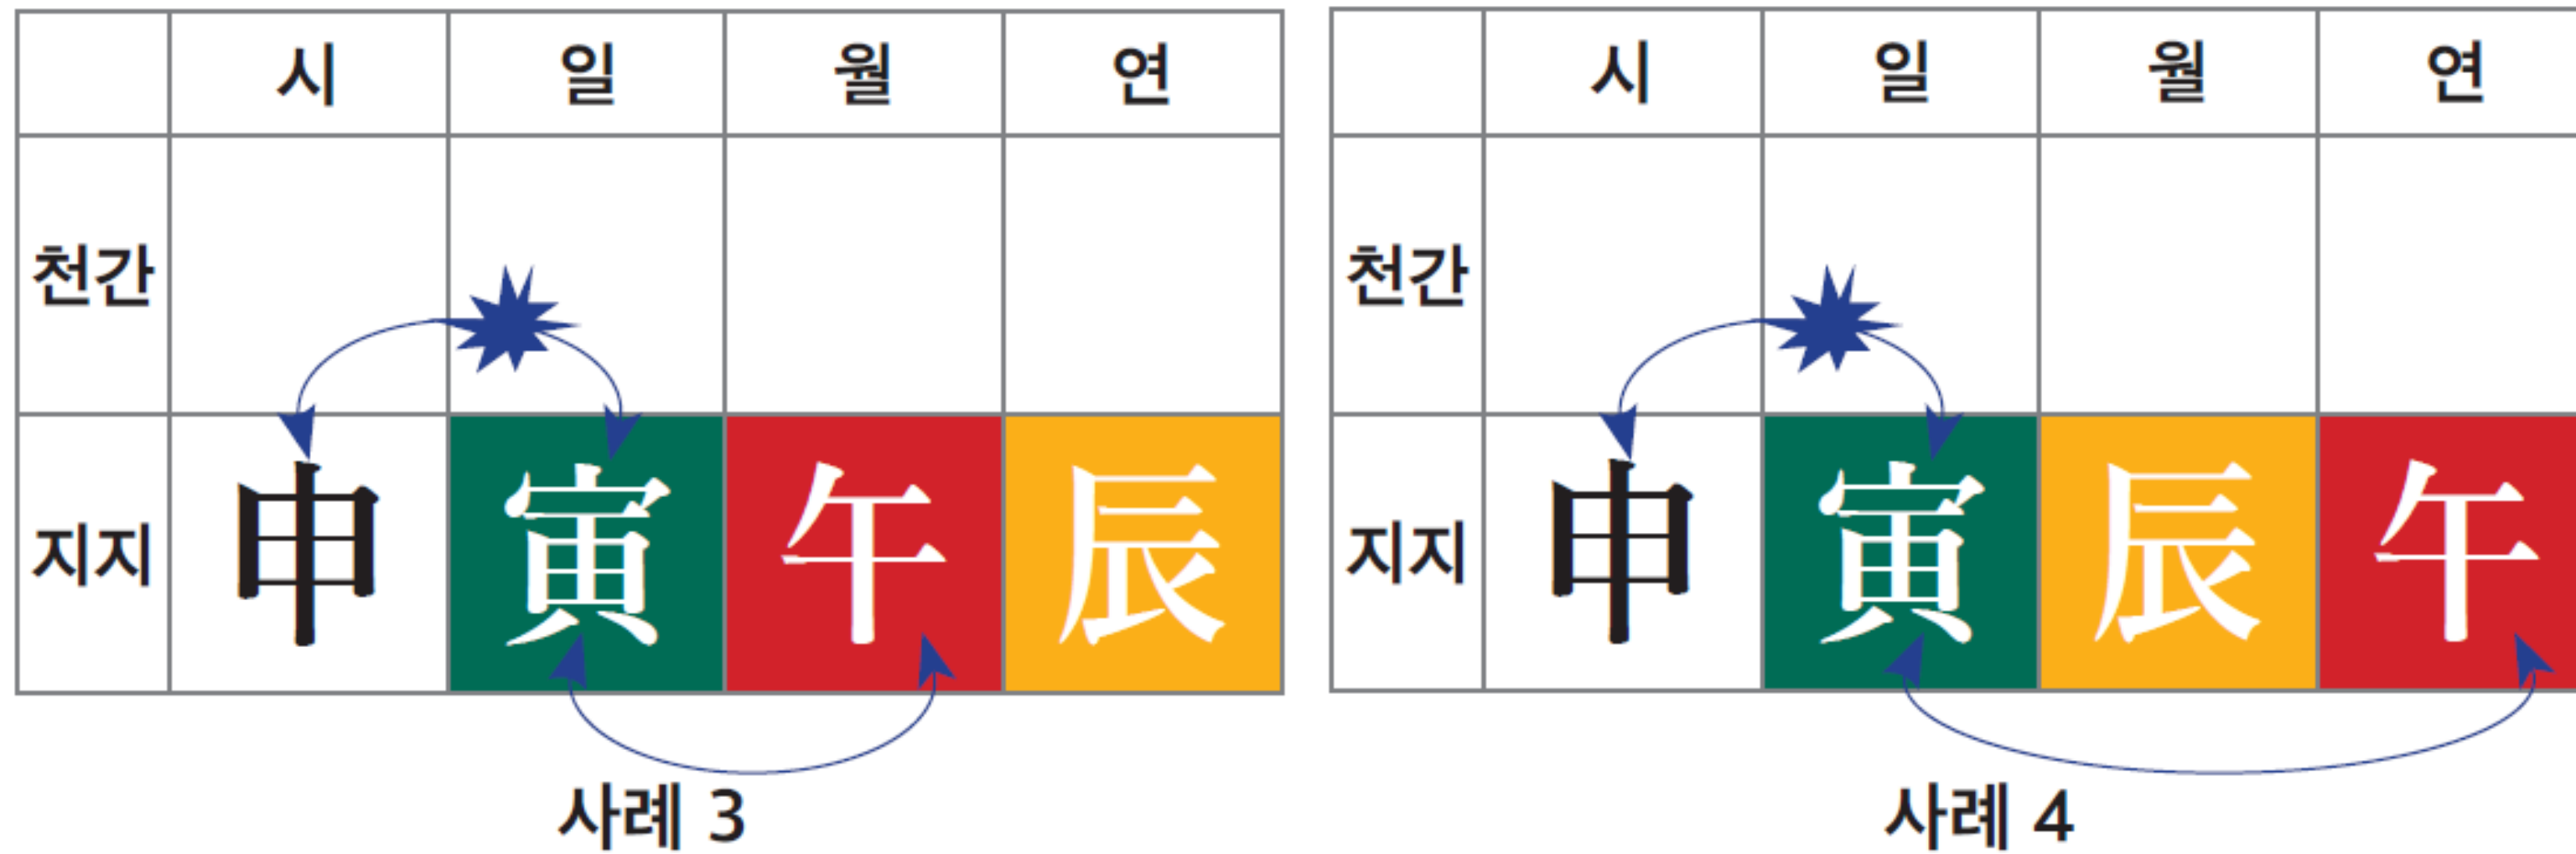 시 일 월 연
천간
지지 申 寅 午 辰
사례 3
시 일 월 연
천간
지지 申 寅 辰 午
사례 4